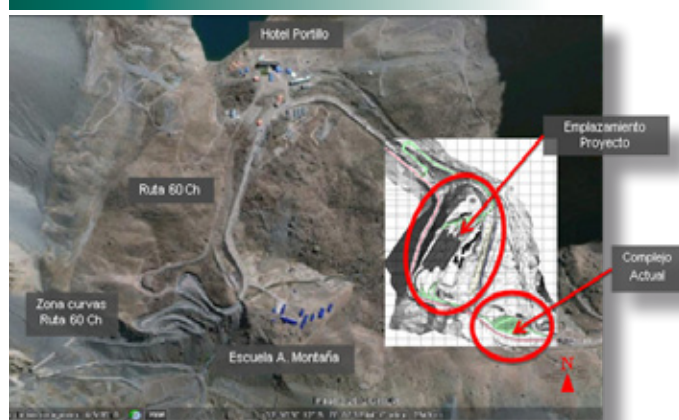 Hotel Portillo
Emplazamiento
Proyecto
Ruta 60 Ch
Complejo
Actual
Zona curvas
Ruta 60 Ch
Escuela A. Montaña
N